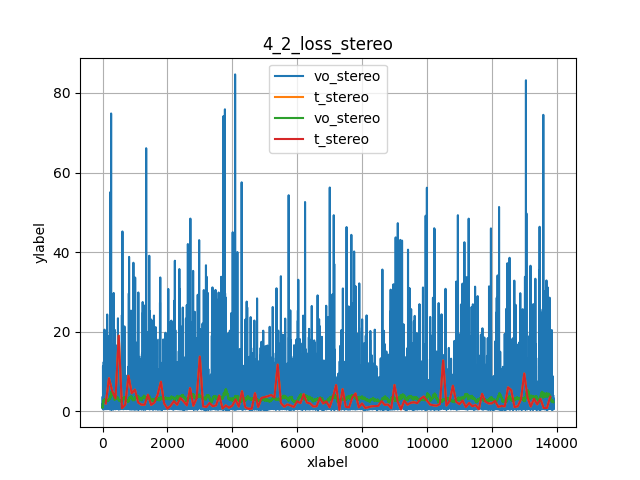 4_2_loss_stereo
vo_stereo
t_stereo
vo_stereo
t_stereo
ylabel
80
60
40
20
0
0 2000 4000 6000 8000 10000 12000 14000
xlabel